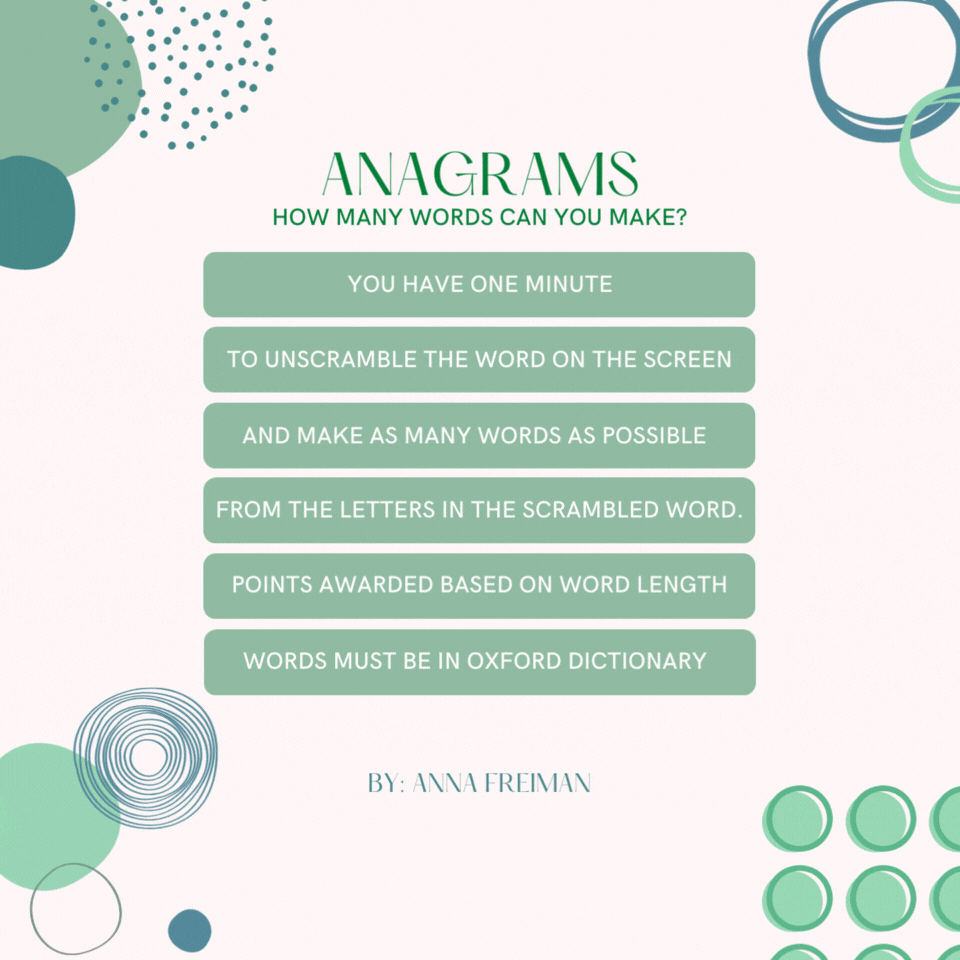 ANAGRAMS
HOW MANY WORDS CAN YOU MAKE?
YOU HAVE ONE MINUTE
TO UNSCRAMBLE THE WORD ON THE SCREEN
AND MAKE AS MANY WORDS AS POSSIBLE
FROM THE LETTERS IN THE SCRAMBLED WORD.
POINTS AWARDED BASED ON WORD LENGTH
WORDS MUST BE IN OXFORD DICTIONARY
BY: ANNA FREIMAN